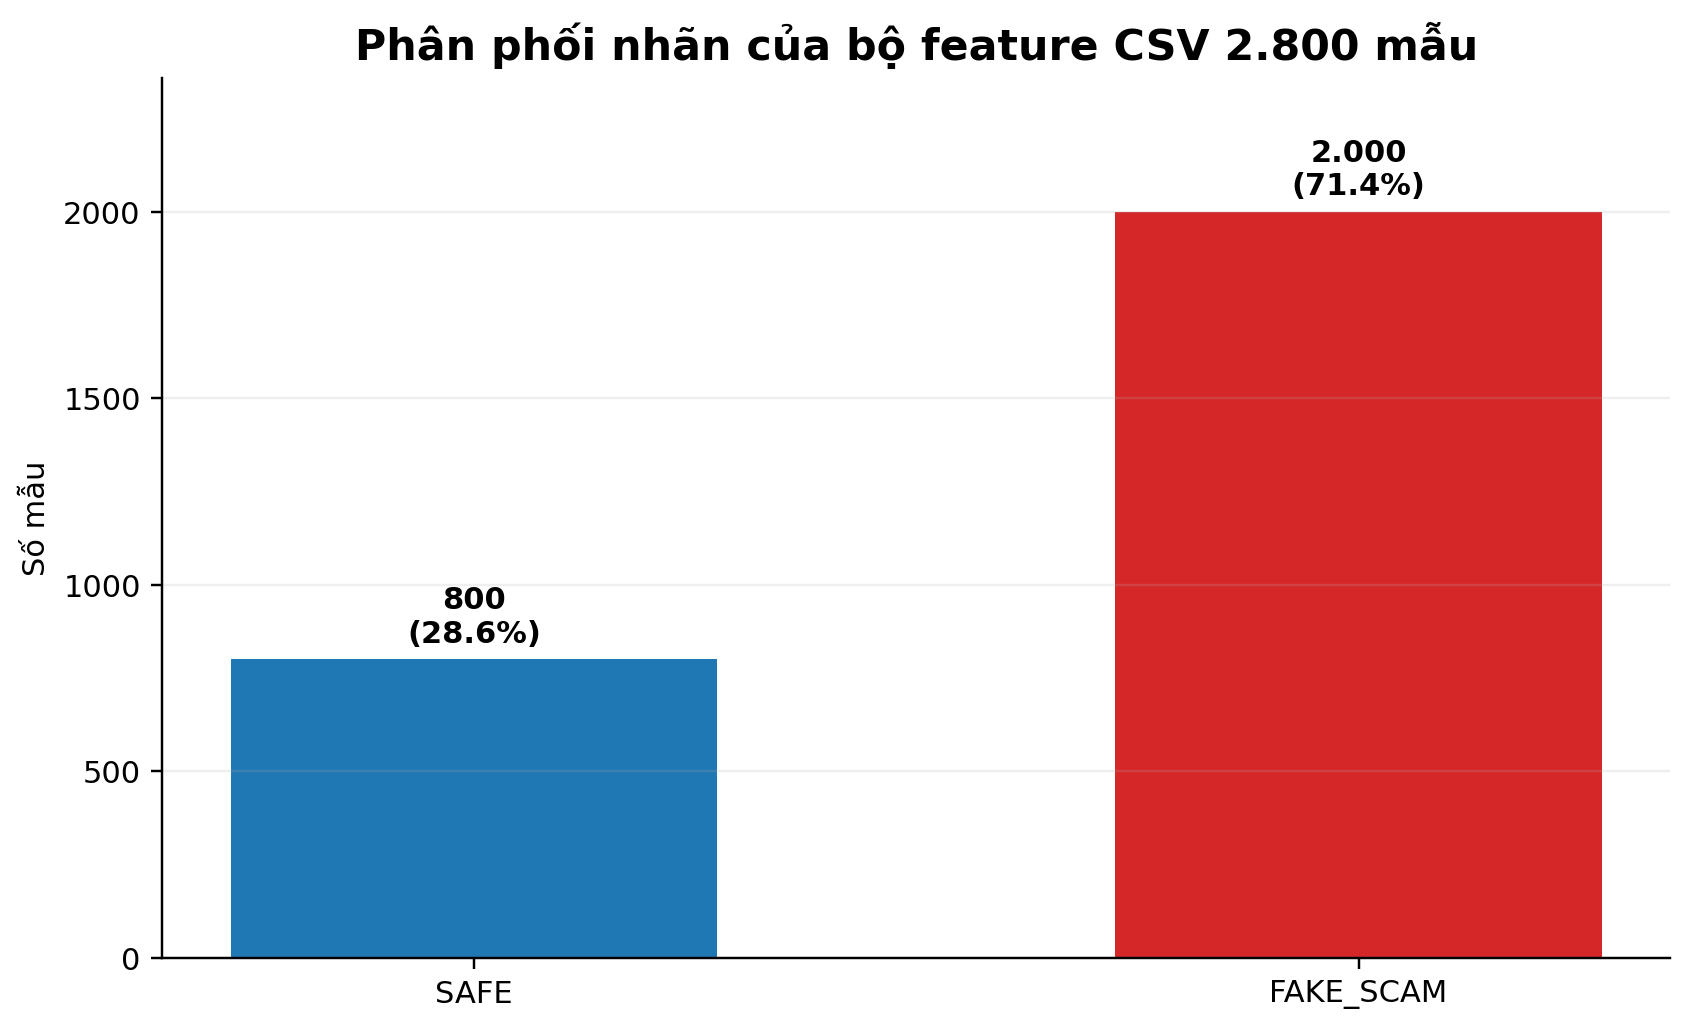 Phân phối nhãn của bộ feature CSV 2.800 mẫu
Số mẫu
2000
1500
1000
500
0
800
(28.6%)
2.000
(71.4%)
SAFE
FAKE_SCAM